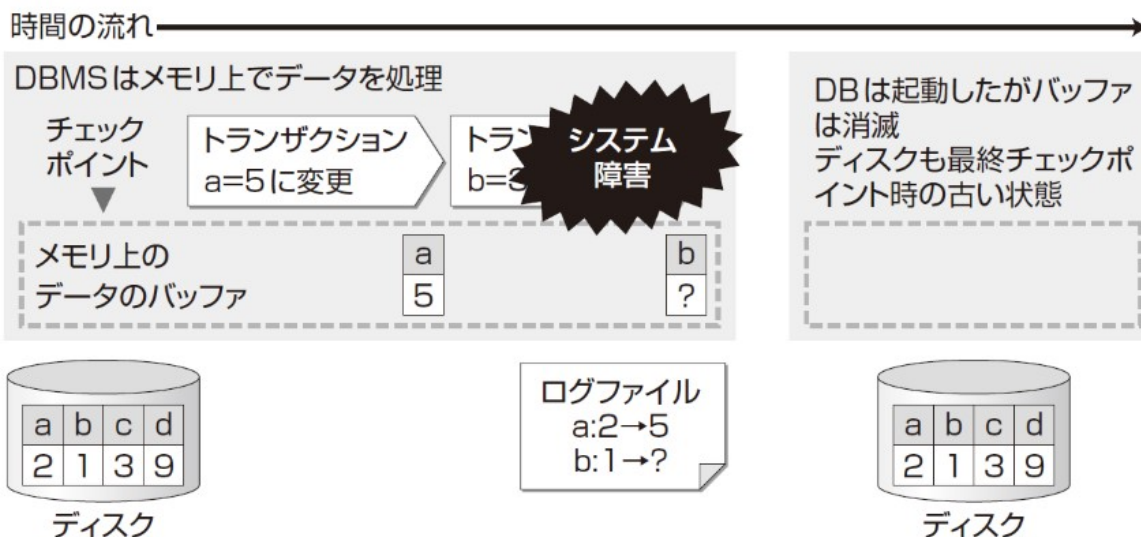 時間の流れ
DBMSはメモリ上でデータを処理
チェック
ポイント
トランザクション
a=5に変更
トラン
b=3
システム
障害
メモリ上の
データのバッファ
a
5
b
?
a b c d
2 1 3 9
ディスク
ログファイル
a:2→5
b:1→?
DBは起動したがバッファ
は消滅
ディスクも最終チェックポ
イント時の古い状態
a b c d
2 1 3 9
ディスク